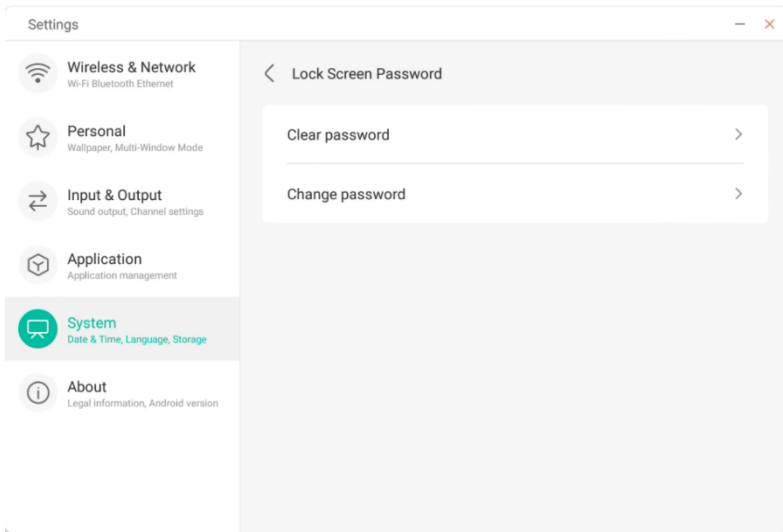 Settings
Wireless & Network
Wi-Fi Bluetooth Ethernet
Personal
Wallpaper, Multi-Window Mode
Input & Output
Sound output, Channel settings
Application
Application management
System
Date & Time, Language, Storage
About
Legal information, Android version
Lock Screen Password
Clear password
Change password